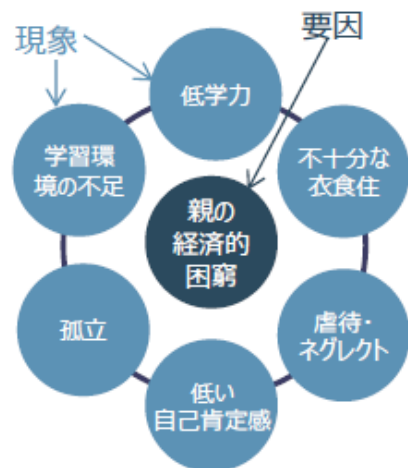 現象
要因
低学力
学習環
境の不足
不十分な
衣食住
親の
経済的
困窮
孤立
虐待・
ネグレクト
低い
自己肯定感